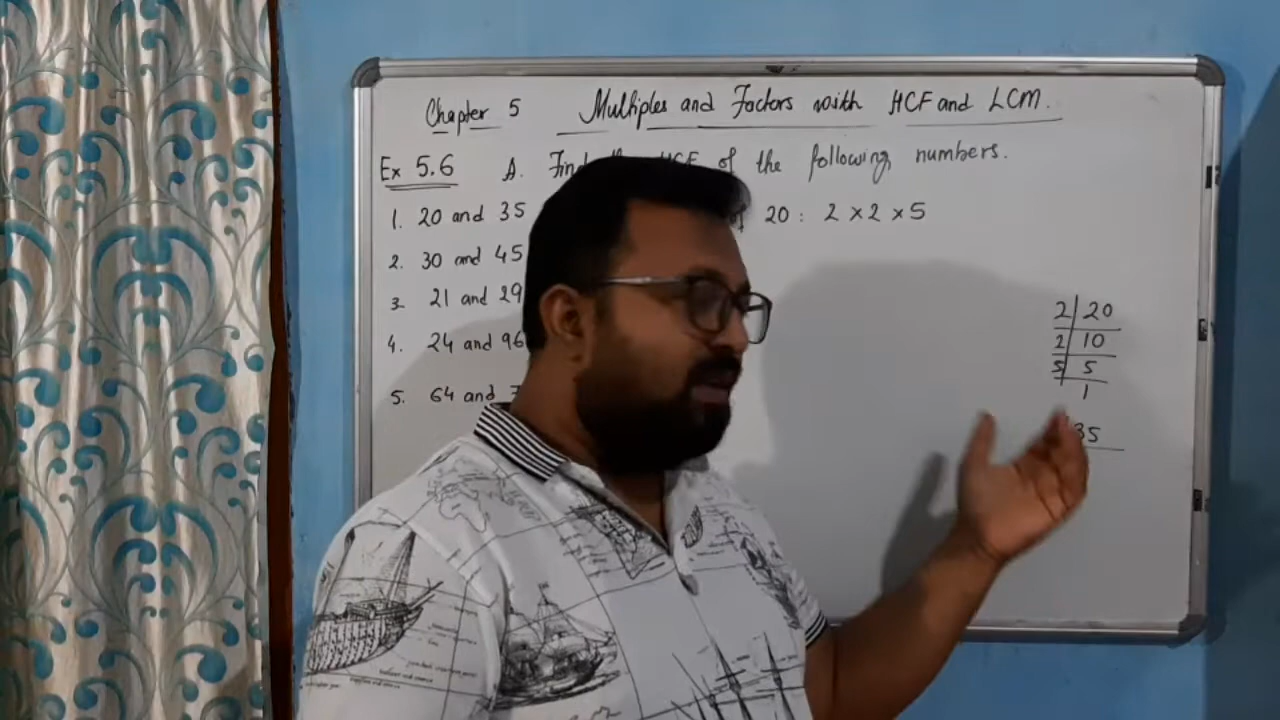 Chapter 5 Multiples and Factors with HCF and LCM.
Ex 5.6 A. Find the HCF of the following numbers.
1. 20 and 35 of 20 : 2 × 2 × 5
2. 30 and 45
3. 21 and 29
4. 24 and 96
5. 64 and
2 20
2 10
5 5
1
35